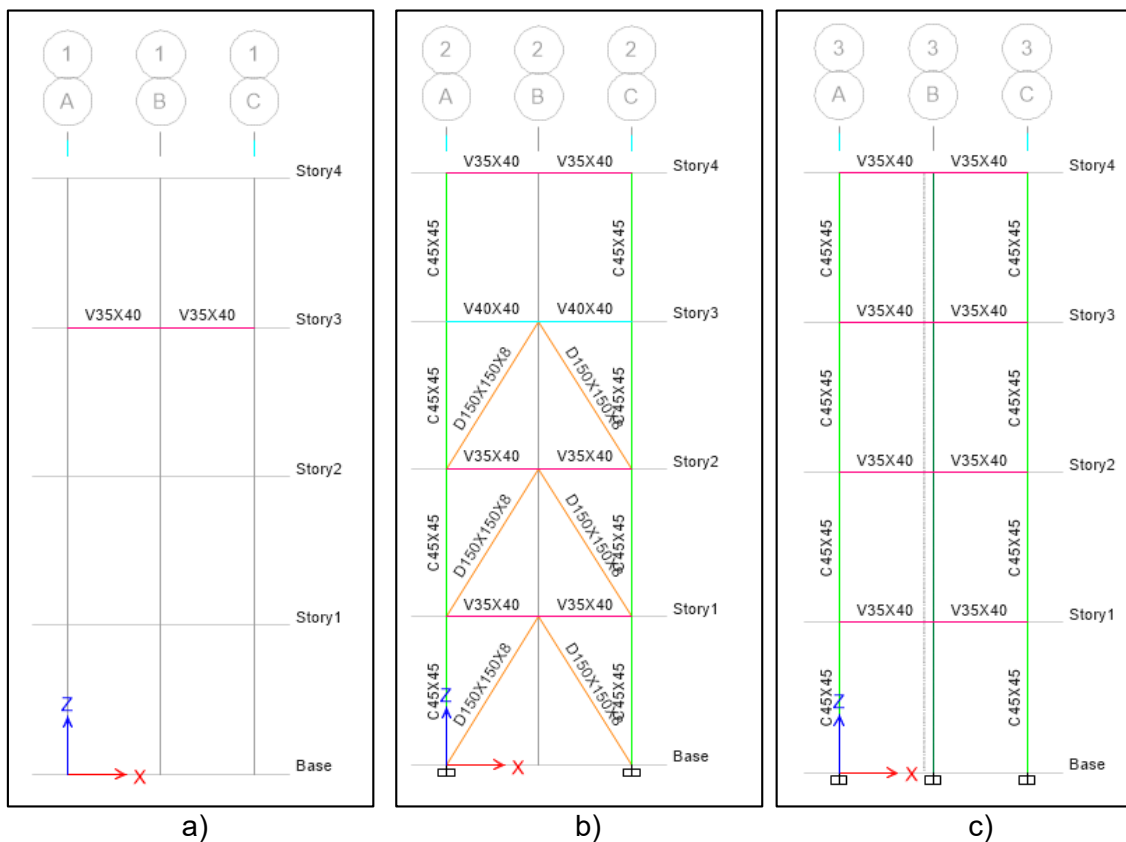 1 1 1
A B C
Story4
V35X40 V35X40
Story3
Story2
Story1
Z
X
Base
a)
2 2 2
A B C
V35X40 V35X40
Story4
C45X45 C45X45
V40X40 V40X40
Story3
C45X45 D150X150X8 D150X150X8 C45X45
V35X40 V35X40
Story2
C45X45 D150X150X8 D150X150X8 C45X45
V35X40 V35X40
Story1
C45X45 D150X150X8 D150X150X8 C45X45
Z
X
Base
b)
3 3 3
A B C
V35X40 V35X40
Story4
C45X45 C45X45
V35X40 V35X40
Story3
C45X45 C45X45
V35X40 V35X40
Story2
C45X45 C45X45
V35X40 V35X40
Story1
C45X45 C45X45
Z
X
Base
c)